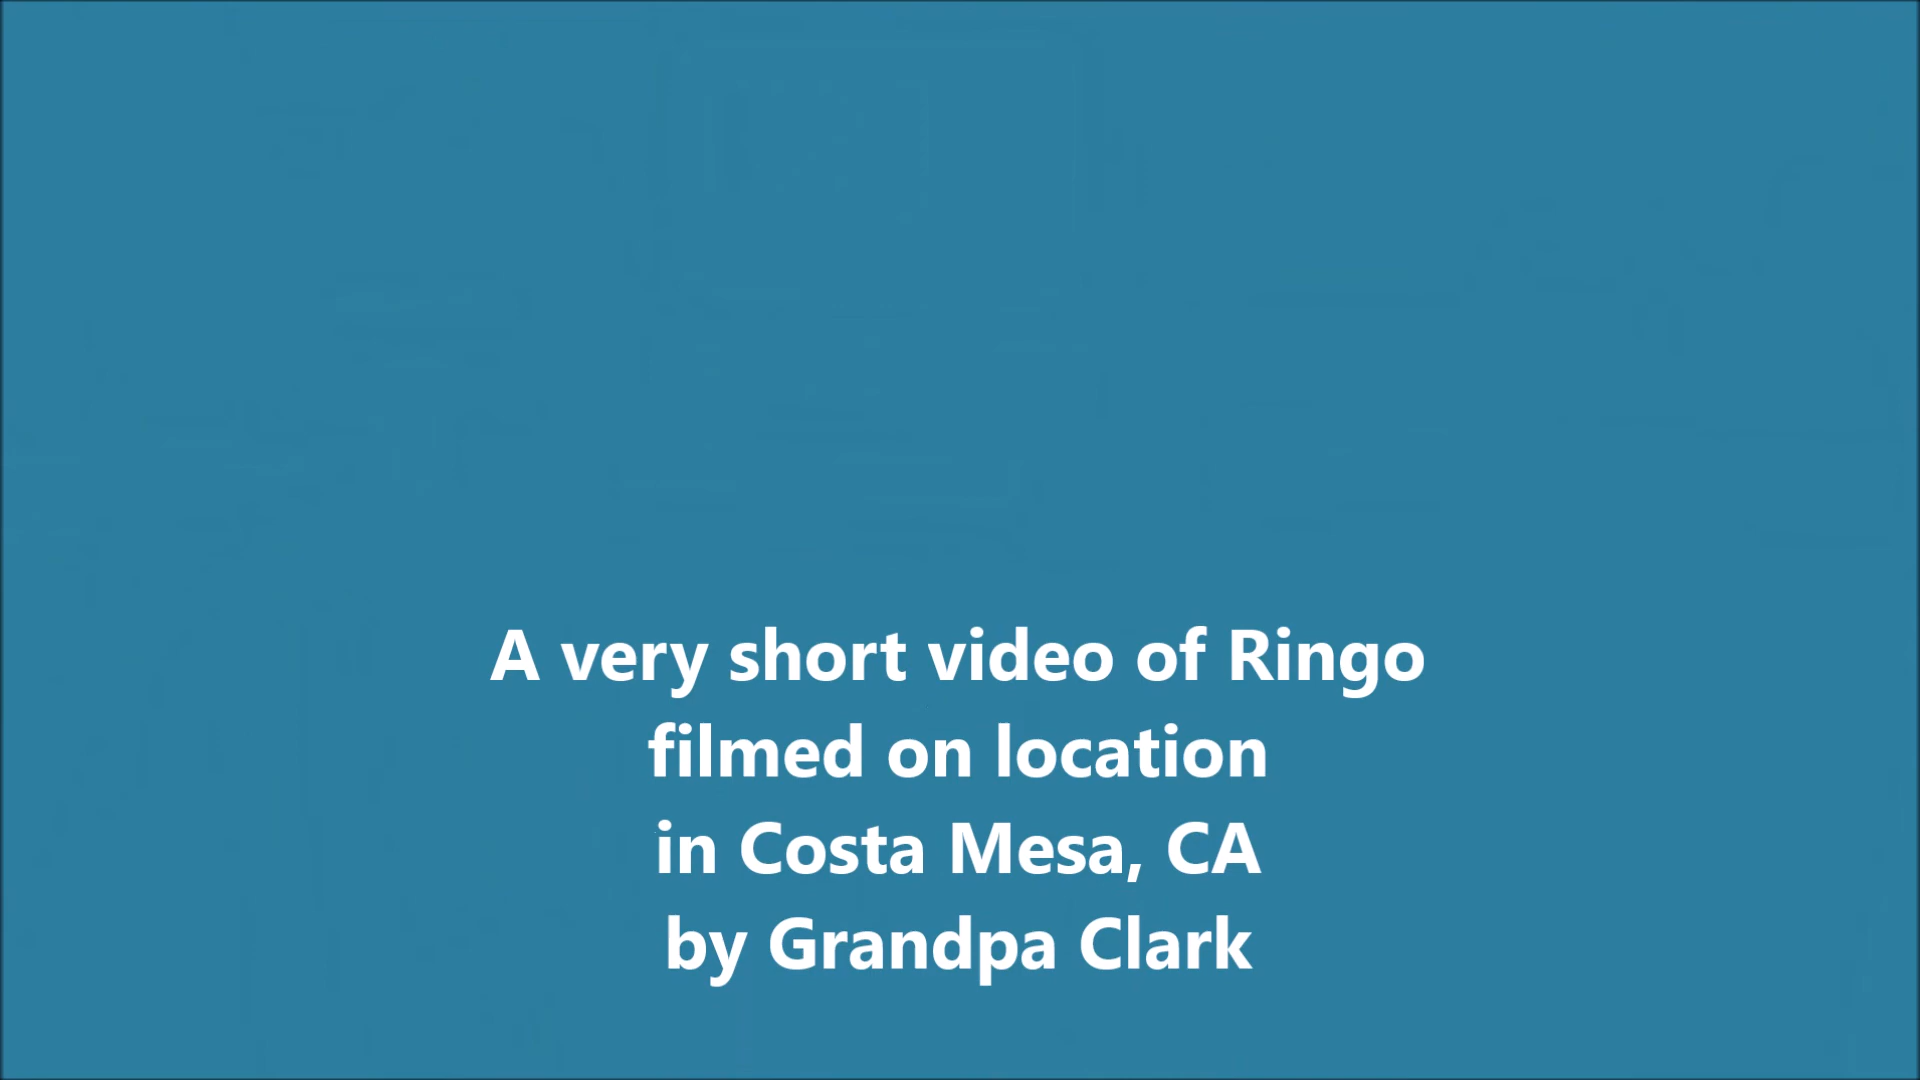 A very short video of Ringo
filmed on location
in Costa Mesa, CA
by Grandpa Clark